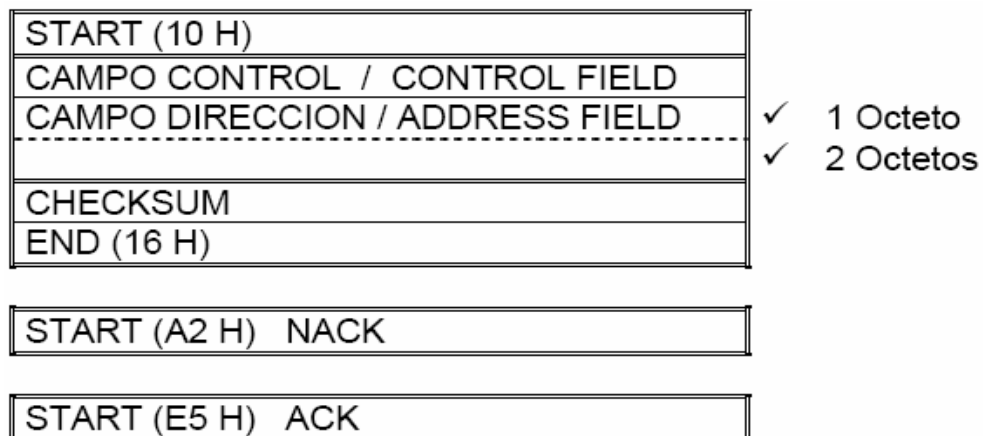 START (10 H)
CAMPO CONTROL / CONTROL FIELD
CAMPO DIRECCION / ADDRESS FIELD ✓ 1 Octeto
✓ 2 Octetos
CHECKSUM
END (16 H)
START (A2 H) NACK
START (E5 H) ACK